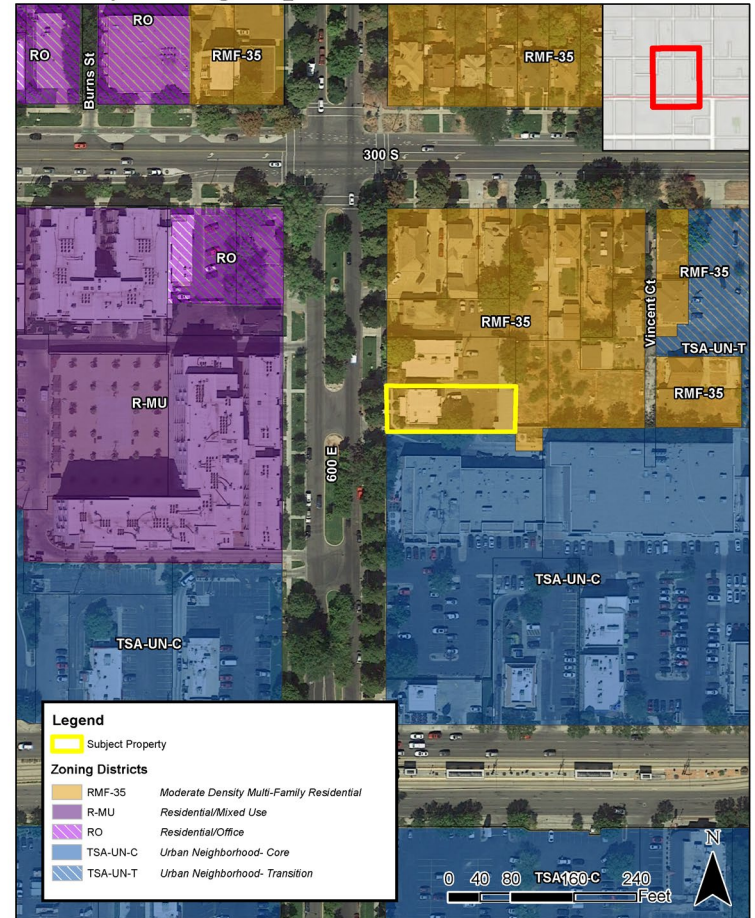 RO
RO
RMF-35
RMF-35
Burns St
300 S
RO
RMF-35
RMF-35
Vincent Ct
TSA-UN-T
R-MU
RMF-35
600 E
TSA-UN-C
TSA-UN-C
Legend
Subject Property
Zoning Districts
RMF-35 Moderate Density Multi-Family Residential
R-MU Residential/Mixed Use
RO Residential/Office
TSA-UN-C Urban Neighborhood- Core
TSA-UN-T Urban Neighborhood- Transition
N
TSA-UN-C
0 40 80 160 240
Feet